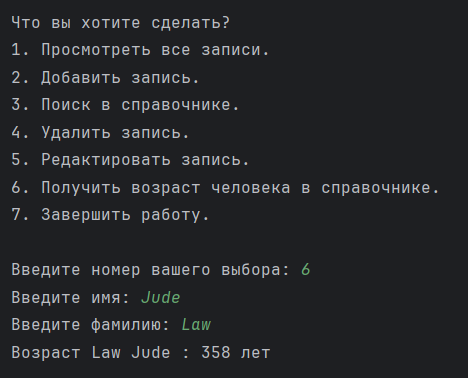 Что вы хотите сделать?
1. Просмотреть все записи.
2. Добавить запись.
3. Поиск в справочнике.
4. Удалить запись.
5. Редактировать запись.
6. Получить возраст человека в справочнике.
7. Завершить работу.
Введите номер вашего выбора: 6
Введите имя: Jude
Введите фамилию: Law
Возраст Law Jude : 358 лет